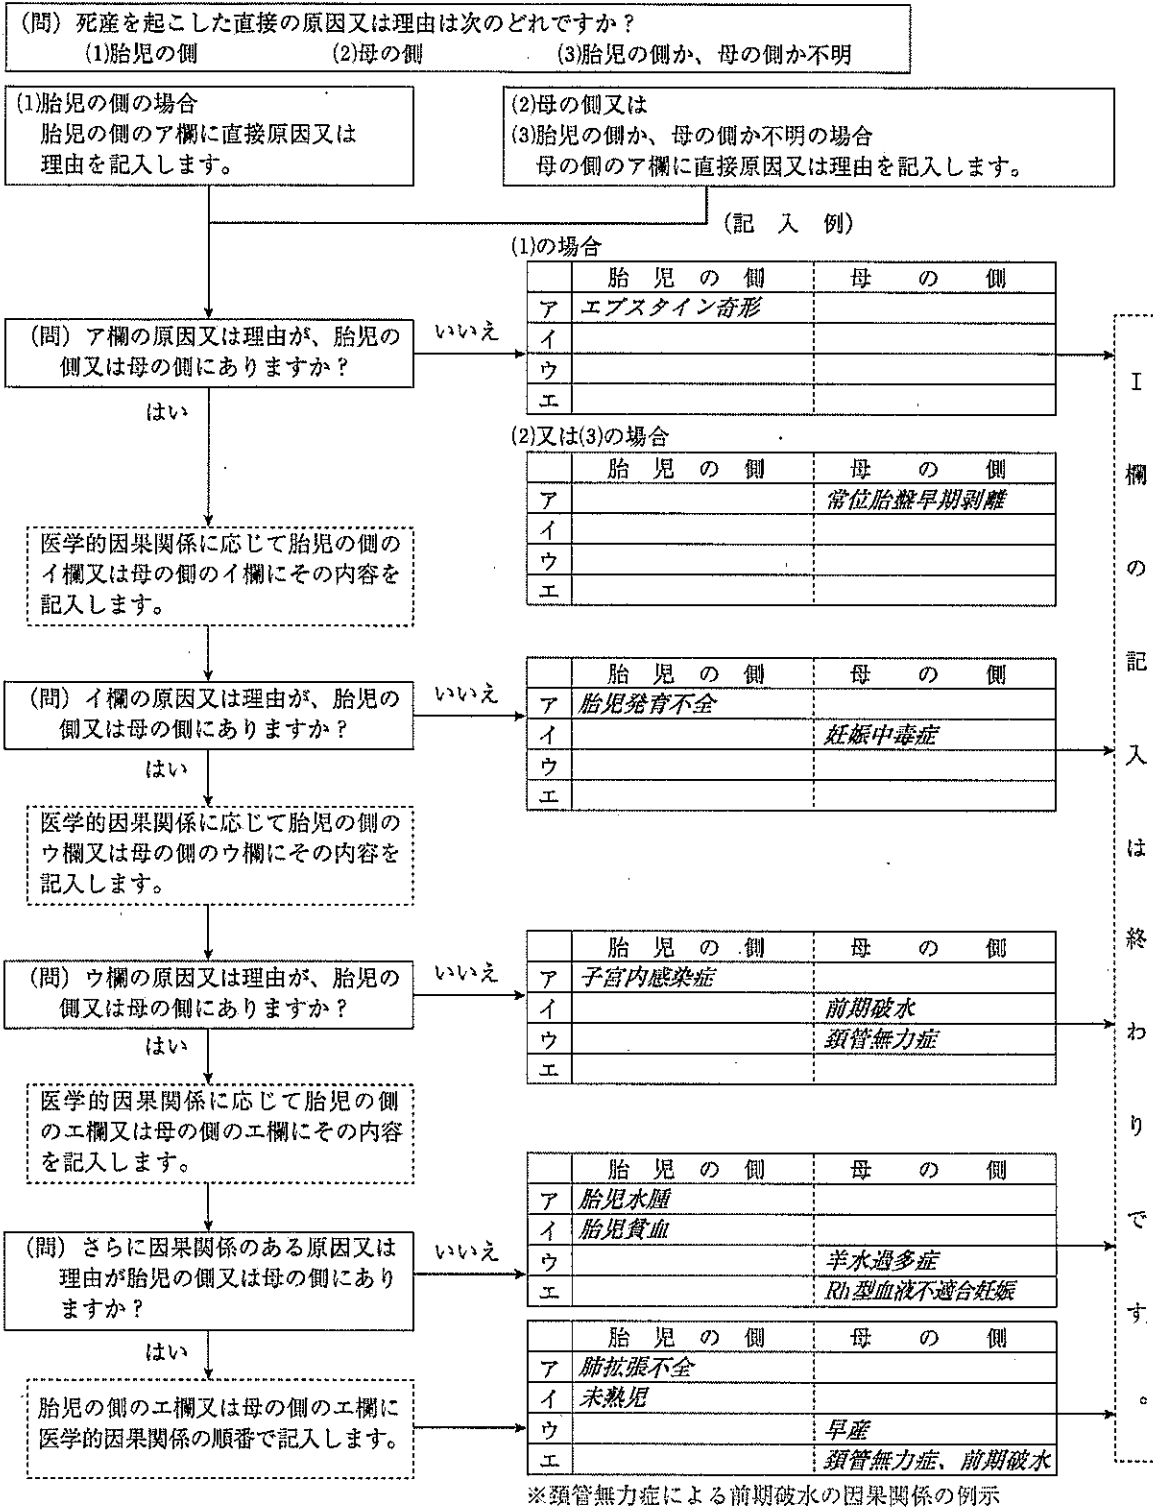 (問) 死産を起こした直接の原因又は理由は次のどれですか？
(1)胎児の側 (2)母の側 (3)胎児の側か、母の側か不明
(1)胎児の側の場合
胎児の側のア欄に直接原因又は
理由を記入します。
(2)母の側又は
(3)胎児の側か、母の側か不明の場合
母の側のア欄に直接原因又は理由を記入します。
(記 入 例)
(1)の場合
胎 児 の 側 母 の 側
ア エブスタイン奇形
イ
ウ
エ
(問) ア欄の原因又は理由が、胎児の
側又は母の側にありますか？
いいえ
はい
(2)又は(3)の場合
胎 児 の 側 母 の 側
ア 常位胎盤早期剥離
イ
ウ
エ
医学的因果関係に応じて胎児の側の
イ欄又は母の側のイ欄にその内容を
記入します。
(問) イ欄の原因又は理由が、胎児の
側又は母の側にありますか？
いいえ
はい
胎 児 の 側 母 の 側
ア 胎児発育不全
イ 妊娠中毒症
ウ
エ
医学的因果関係に応じて胎児の側の
ウ欄又は母の側のウ欄にその内容を
記入します。
(問) ウ欄の原因又は理由が、胎児の
側又は母の側にありますか？
いいえ
はい
胎 児 の 側 母 の 側
ア 子宮内感染症
イ 前期破水
ウ 頚管無力症
エ
医学的因果関係に応じて胎児の側
のエ欄又は母の側のエ欄にその内容
を記入します。
(問) さらに因果関係のある原因又は
理由が胎児の側又は母の側にあり
ますか？
いいえ
はい
胎 児 の 側 母 の 側
ア 胎児水腫
イ 胎児貧血
ウ 羊水過多症
エ Rh型血液不適合妊娠
胎児の側のエ欄又は母の側のエ欄に
医学的因果関係の順番で記入します。
胎 児 の 側 母 の 側
ア 肺拡張不全
イ 未熟児
ウ 早産
エ 頚管無力症、前期破水
※頚管無力症による前期破水の因果関係の例示
I欄の記入は終わりです。